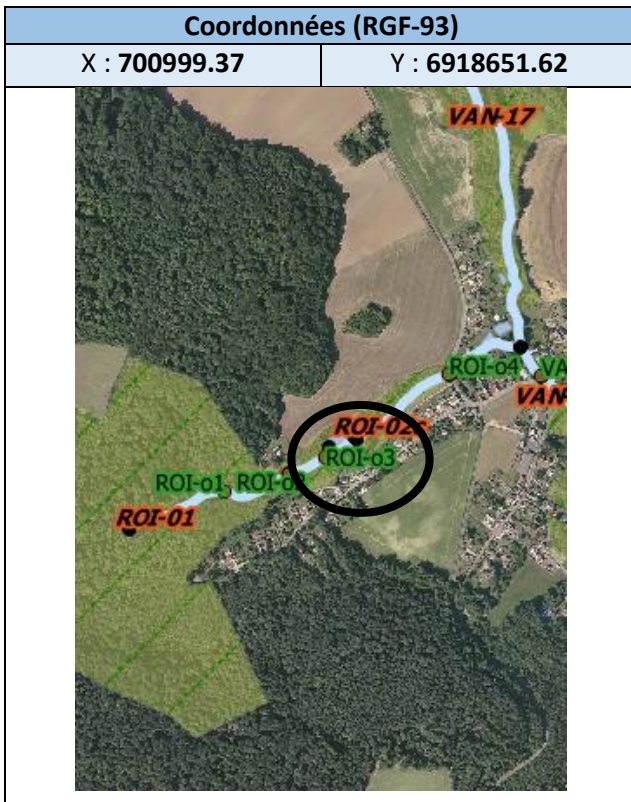 Coordonnées (RGF-93)
X : 700999.37 Y : 6918651.62
VAN-17
ROI-o4 VA
VAN
ROI-02
ROI-o3
ROI-o1 ROI-o
ROI-01